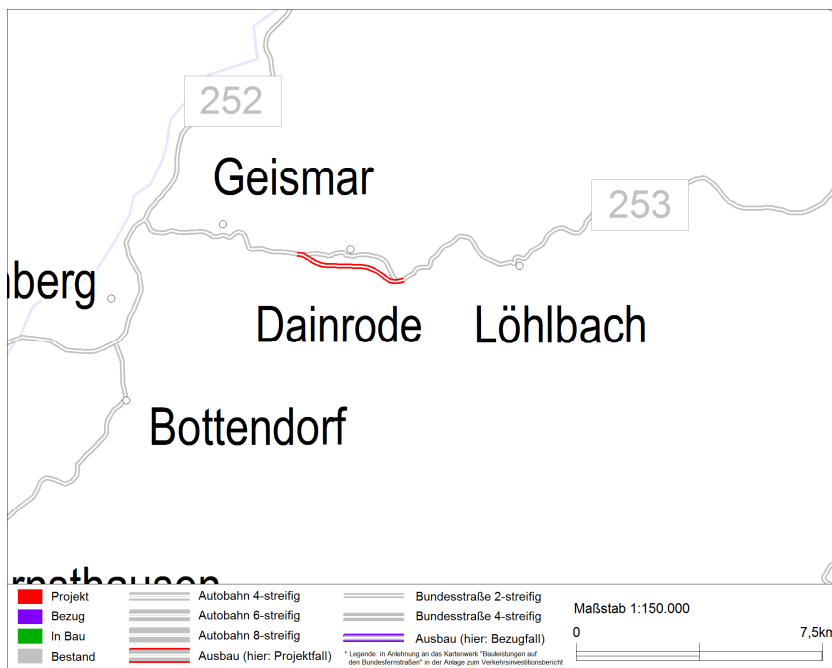 252
Geismar
253
nberg
Dainrode
Löhlbach
Bottendorf
Projekt
Bezug
In Bau
Bestand
Autobahn 4-streifig
Autobahn 6-streifig
Autobahn 8-streifig
Ausbau (hier: Projektfall)
Bundesstraße 2-streifig
Bundesstraße 4-streifig
Ausbau (hier: Bezugfall)
* Legende: in Anlehnung an das Kartenwerk "Bauleistungen auf
den Bundesfernstraßen" in der Anlage zum Verkehrsinvestitionsbericht
Maßstab 1:150.000
0
7,5km